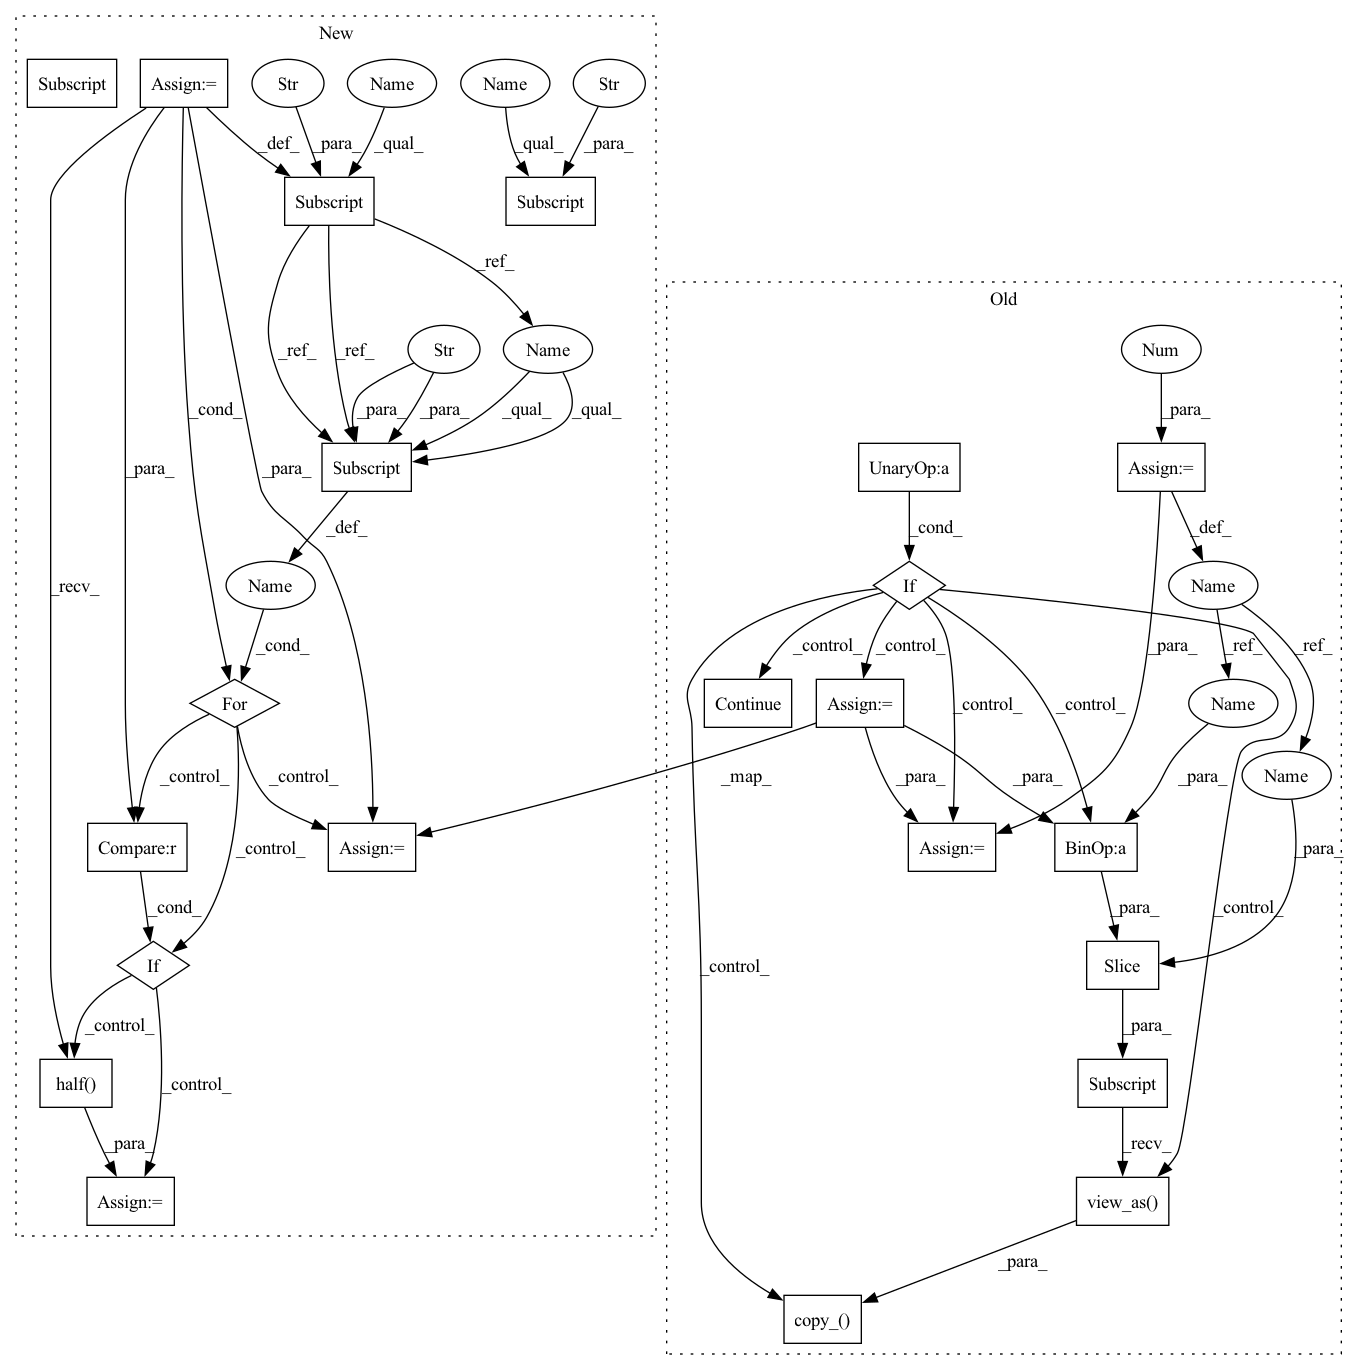 New
Subscript
Assign:=
Str
Name
Name
Str
_def_
_para_
_qual_
_qual_
_para_
Subscript
Subscript
_ref_
Old
_ref_
_ref_
Str
Name
Num
_cond_
_para_
_para_
_qual_
_qual_
_para_
_para_
_para_
Subscript
UnaryOp:a
Assign:=
_def_
_cond_
_def_
_recv_
Name
If
Name
_cond_
_control_
_control_
_para_
_ref_
_ref_
For
Continue
Assign:=
_control_
_control_
Name
Name
_control_
_control_
_map_
_para_
_para_
_para_
Compare:r
_control_
Assign:=
Assign:=
BinOp:a
_para_
_cond_
_para_
_control_
If
_control_
Slice
_control_
_para_
half()
_control_
Subscript
_para_
_recv_
Assign:=
view_as()
_para_
copy_()